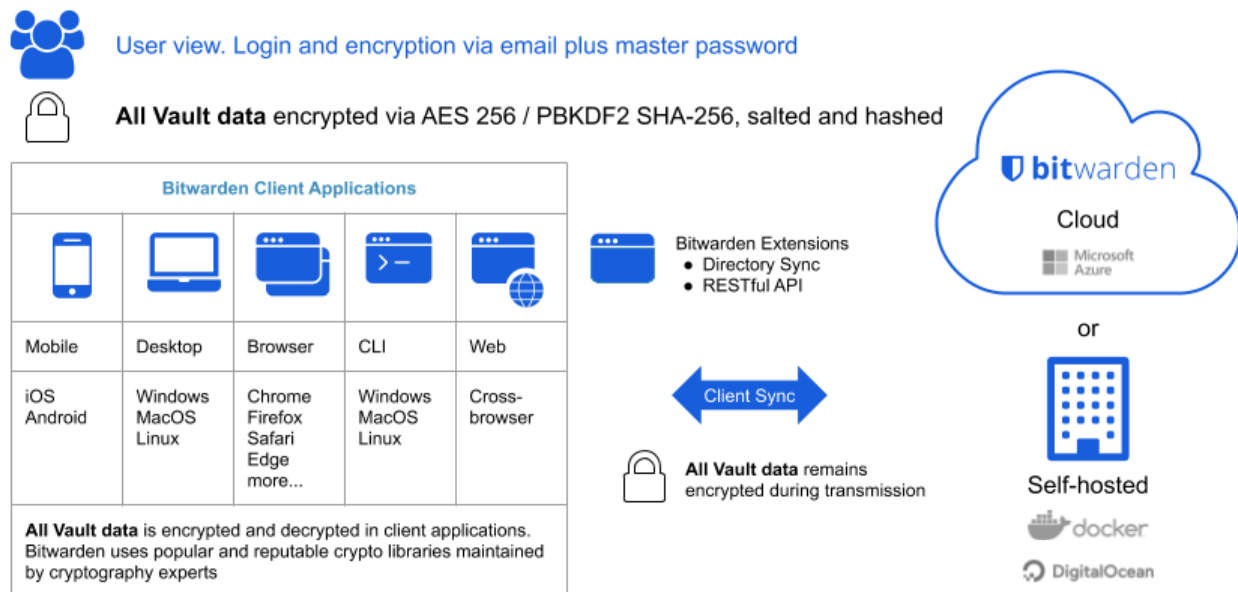 User view. Login and encryption via email plus master password
All Vault data encrypted via AES 256 / PBKDF2 SHA-256, salted and hashed
Bitwarden Client Applications
Mobile
Desktop
Browser
CLI
Web
iOS
Android
Windows
MacOS
Linux
Chrome
Firefox
Safari
Edge
more...
Windows
MacOS
Linux
Cross-
browser
All Vault data is encrypted and decrypted in client applications.
Bitwarden uses popular and reputable crypto libraries maintained
by cryptography experts
Bitwarden Extensions
● Directory Sync
● RESTful API
Client Sync
All Vault data remains
encrypted during transmission
bitwarden
Cloud
Microsoft
Azure
or
Self-hosted
docker
DigitalOcean